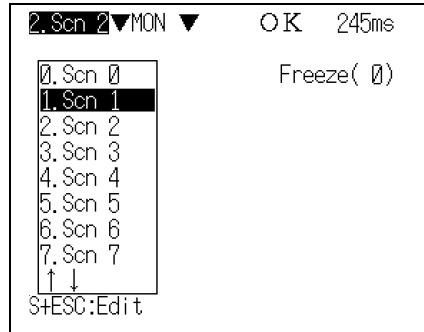 2.Scn 2▼MON ▼ OK 245ms
Freeze( 0)
0.Scn 0
1.Scn 1
2.Scn 2
3.Scn 3
4.Scn 4
5.Scn 5
6.Scn 6
7.Scn 7
↑ ↓
S+ESC:Edit